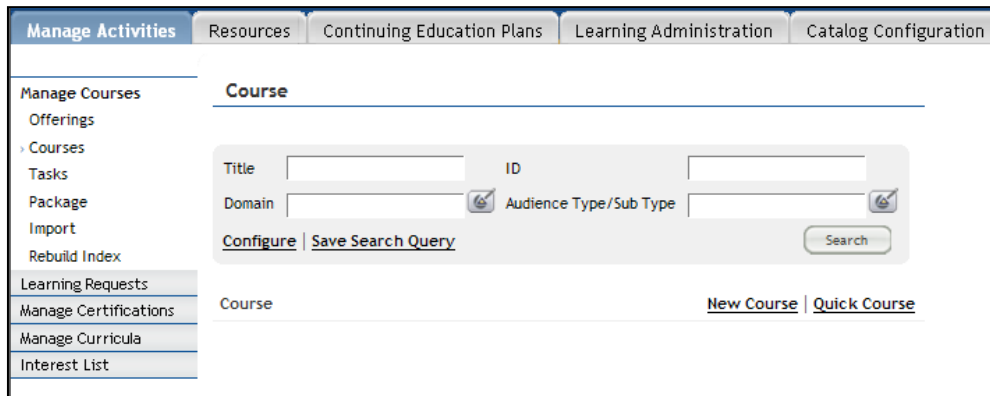 Manage Activities Resources Continuing Education Plans Learning Administration Catalog Configuration
Manage Courses
Offerings
Courses
Tasks
Package
Import
Rebuild Index
Learning Requests
Manage Certifications
Manage Curricula
Interest List
Course
Title ID
Domain Audience Type/Sub Type
Configure | Save Search Query Search
Course New Course | Quick Course